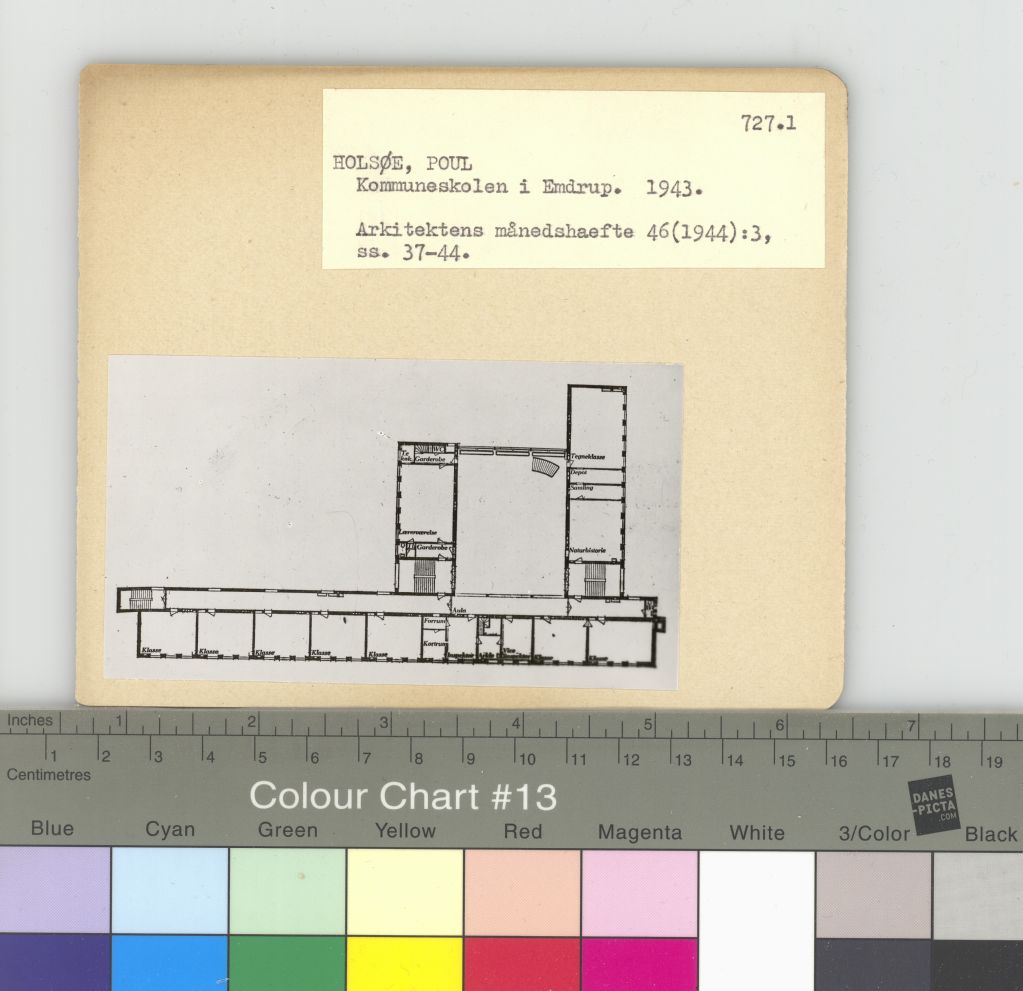 727.1
HOLSØE, POUL
Kommuneskolen i Emdrup. 1943.
Arkitektens månedshaefte 46(1944):3,
ss. 37-44.
Tegneklasse
Garderobe
Depot
Samling
Lærerværelse
Garderobe
Naturhistorie
Aula
Klasse Klasse Klasse Klasse Klasse Klasse Klasse
Inches 1 2 3 4 5 6 7
1 2 3 4 5 6 7 8 9 10 11 12 13 14 15 16 17 18 19
Centimetres
Colour Chart #13
DANES
-PICTA
.COM
Blue Cyan Green Yellow Red Magenta White 3/Color Black